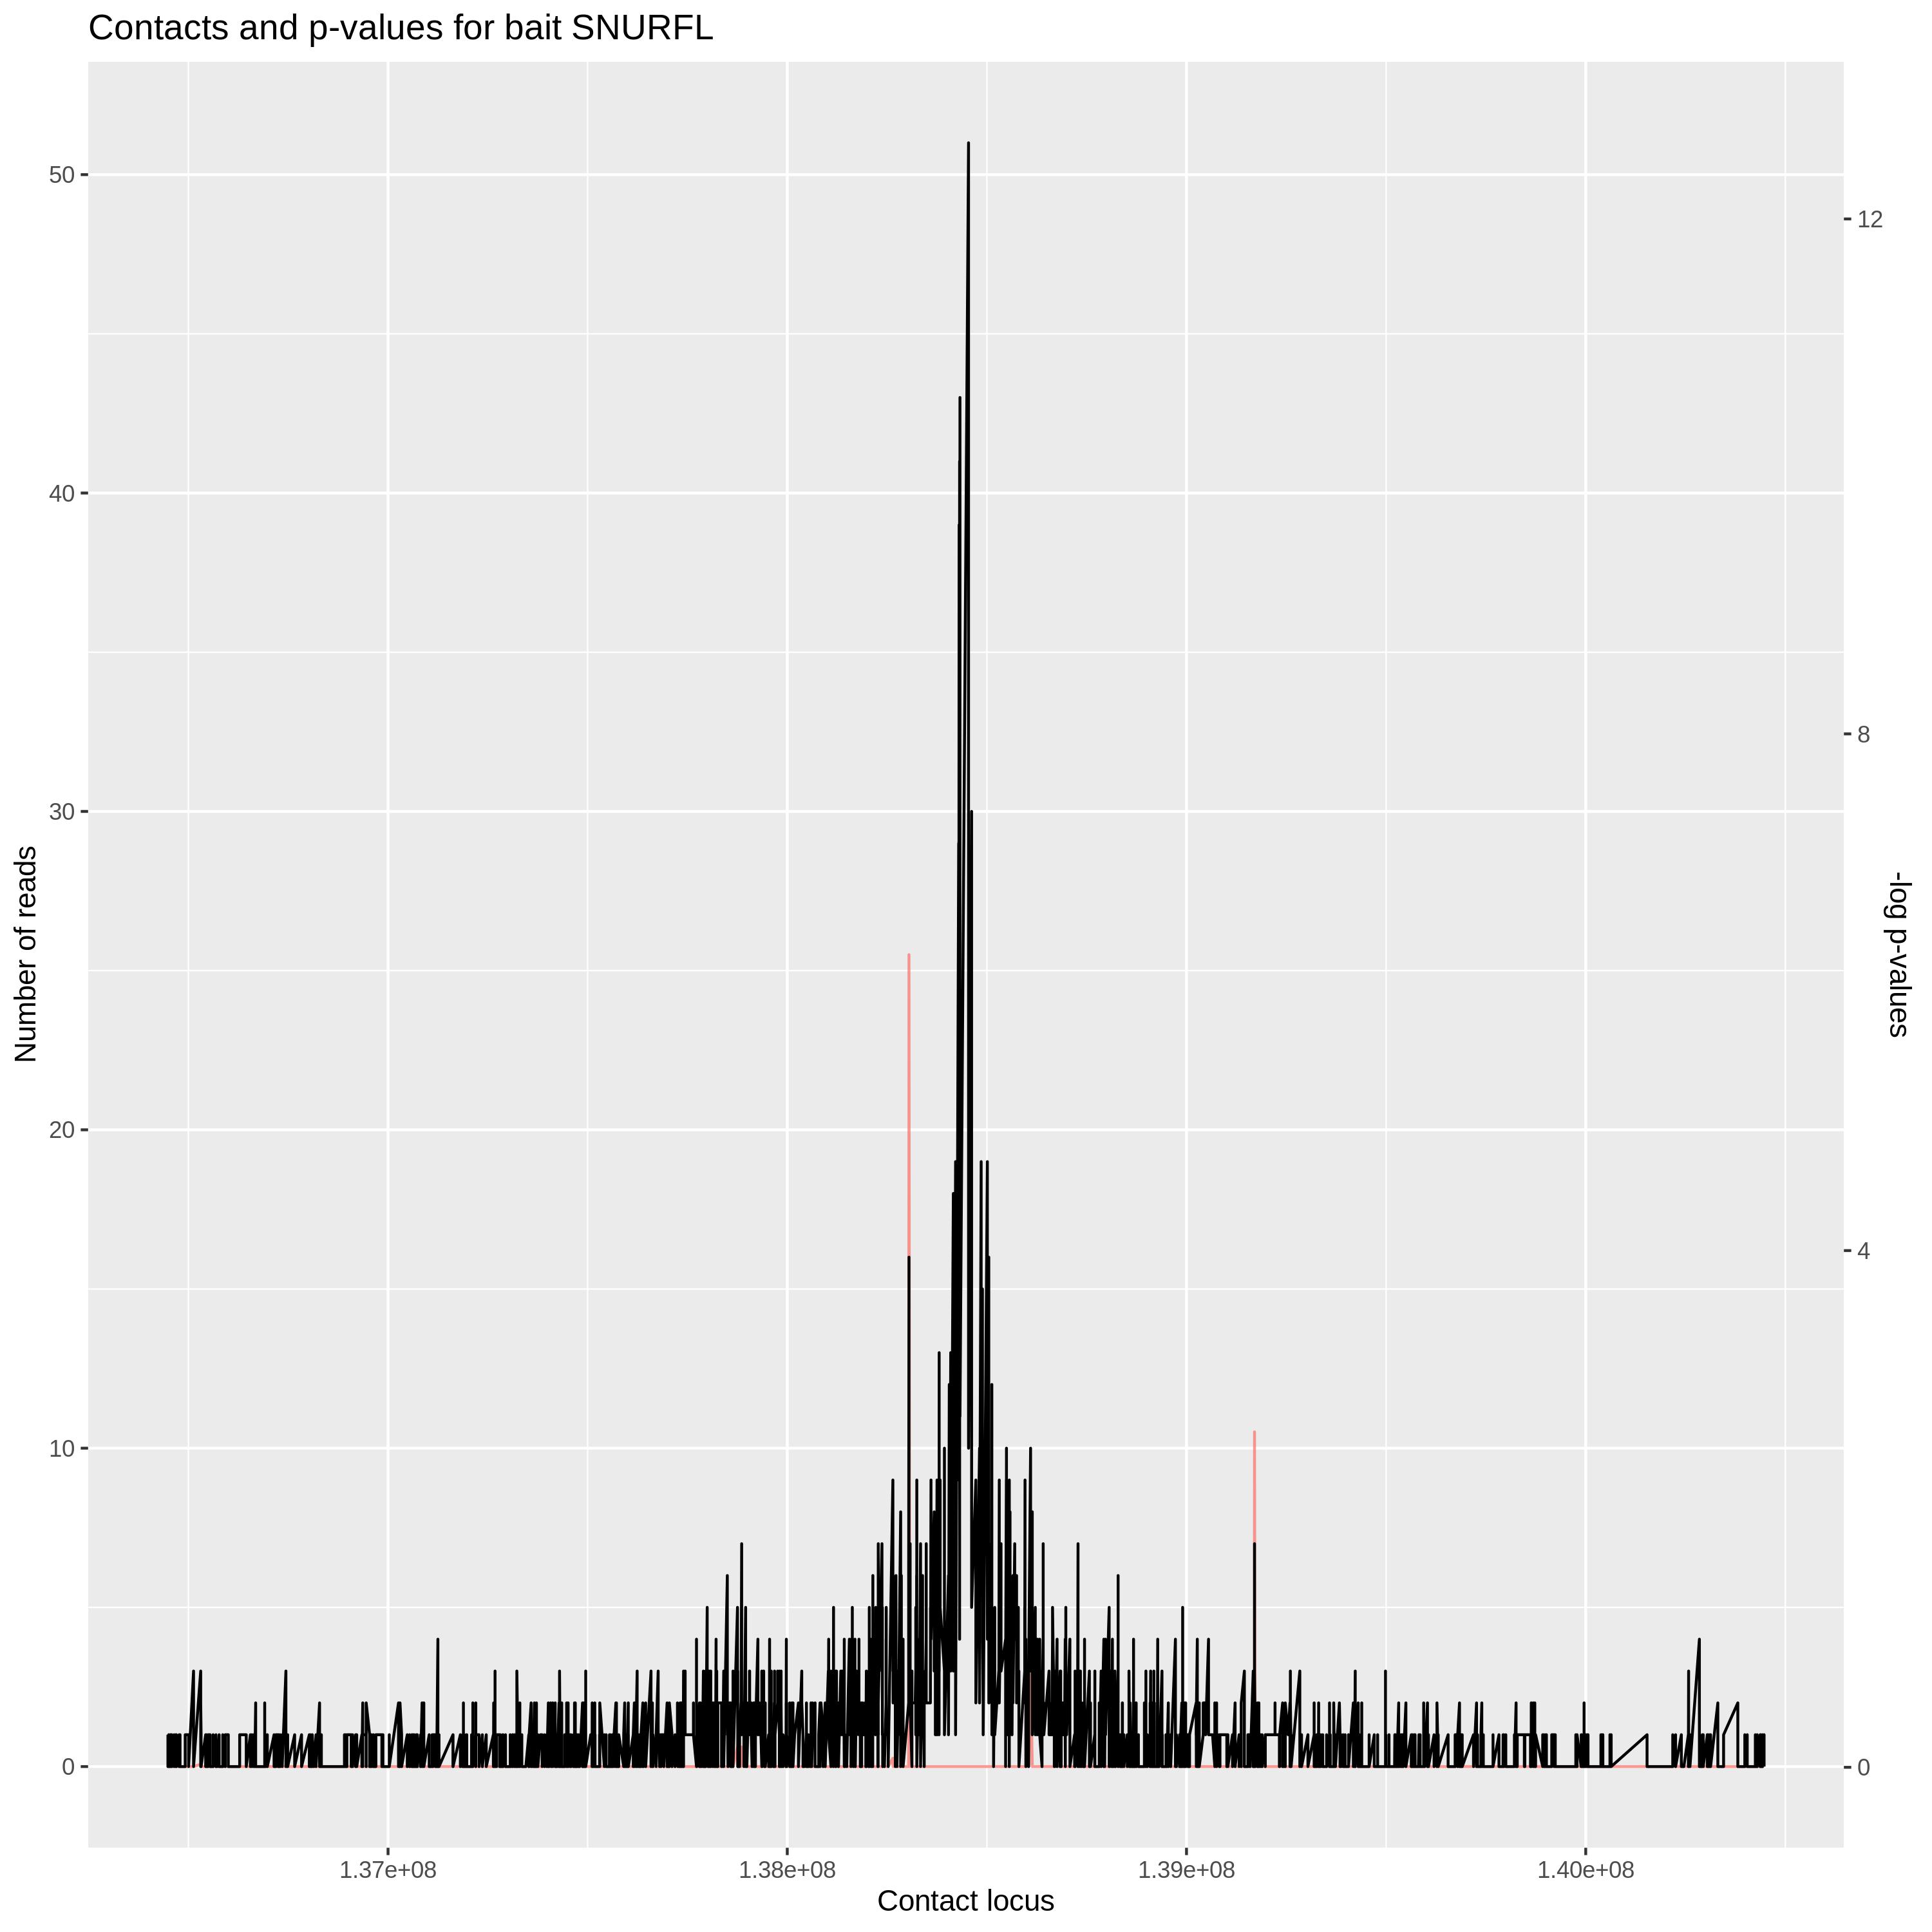 Contacts and p-values for bait SNURFL
50
40
30
20
10
0
Number of reads
12
8
4
0
-log p-values
1.37e+08
1.38e+08
1.39e+08
1.40e+08
Contact locus